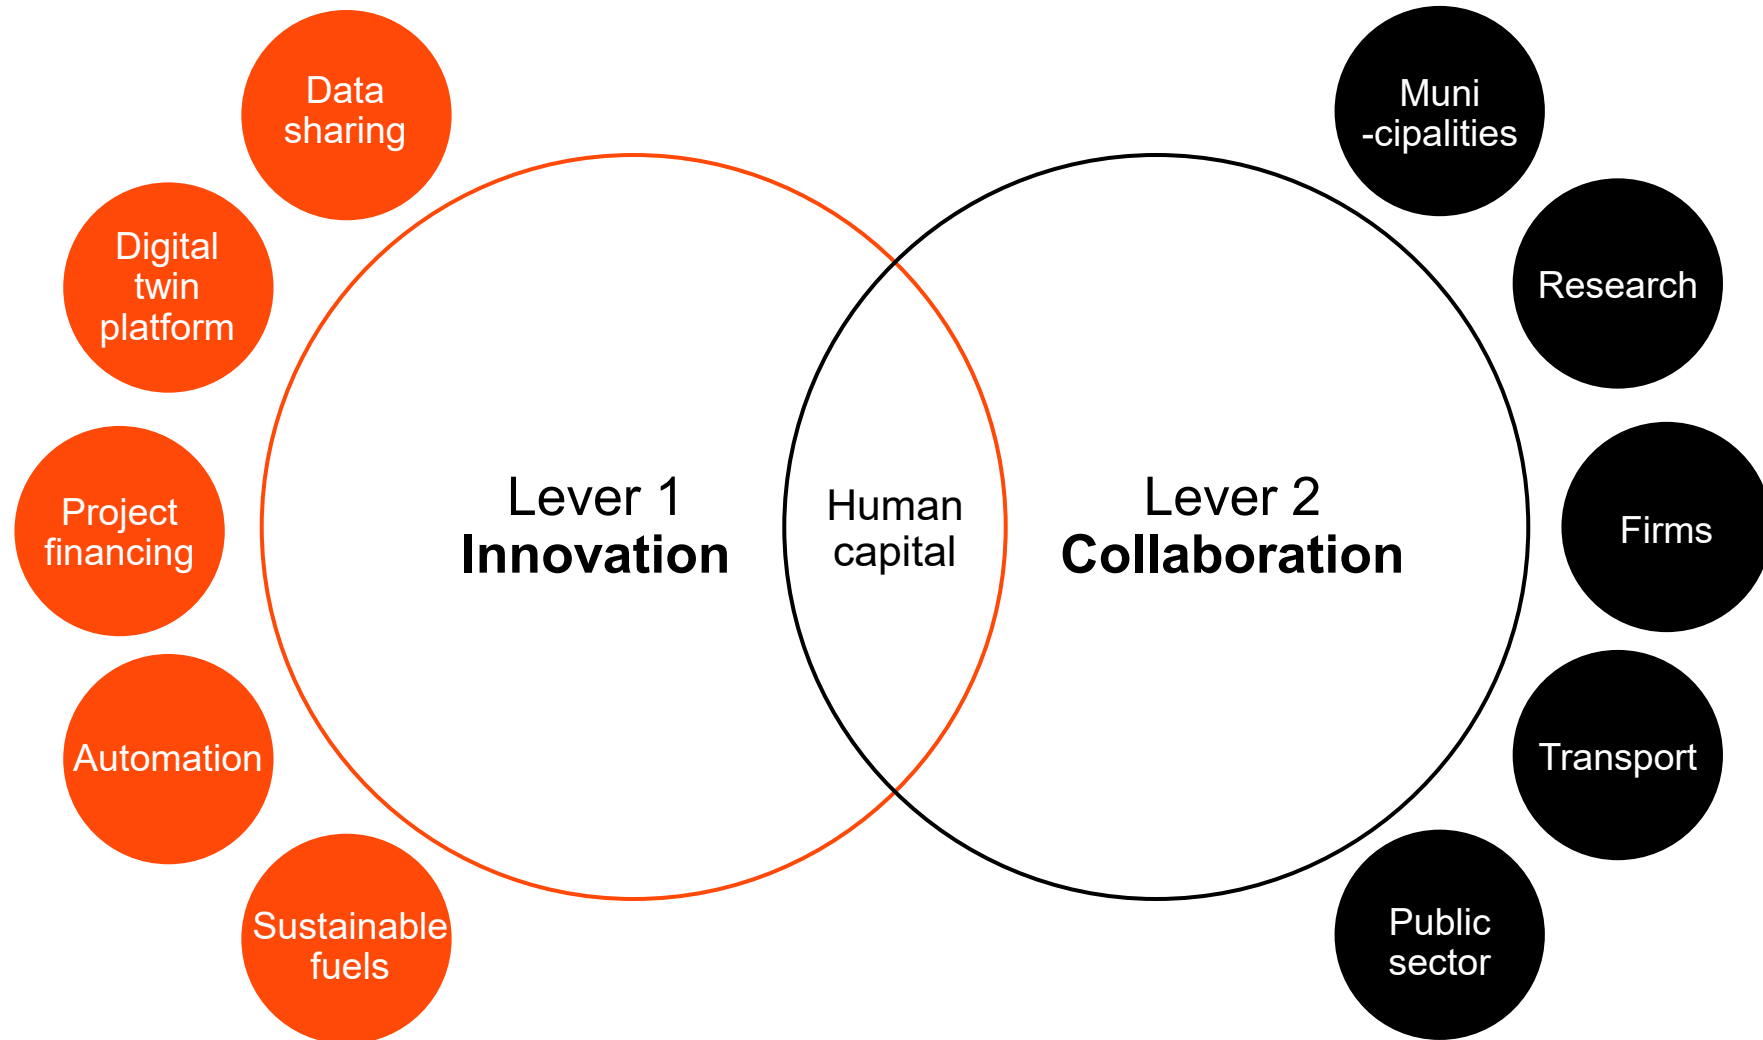 Data
sharing
Digital
twin
platform
Project
financing
Automation
Sustainable
fuels
Lever 1
Innovation
Human
capital
Lever 2
Collaboration
Muni
-cipalities
Research
Firms
Transport
Public
sector